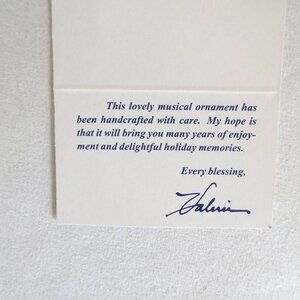 This lovely musical ornament has
been handcrafted with care. My hope is
that it will bring you many years of enjoy-
ment and delightful holiday memories.
Every blessing,
Valerie